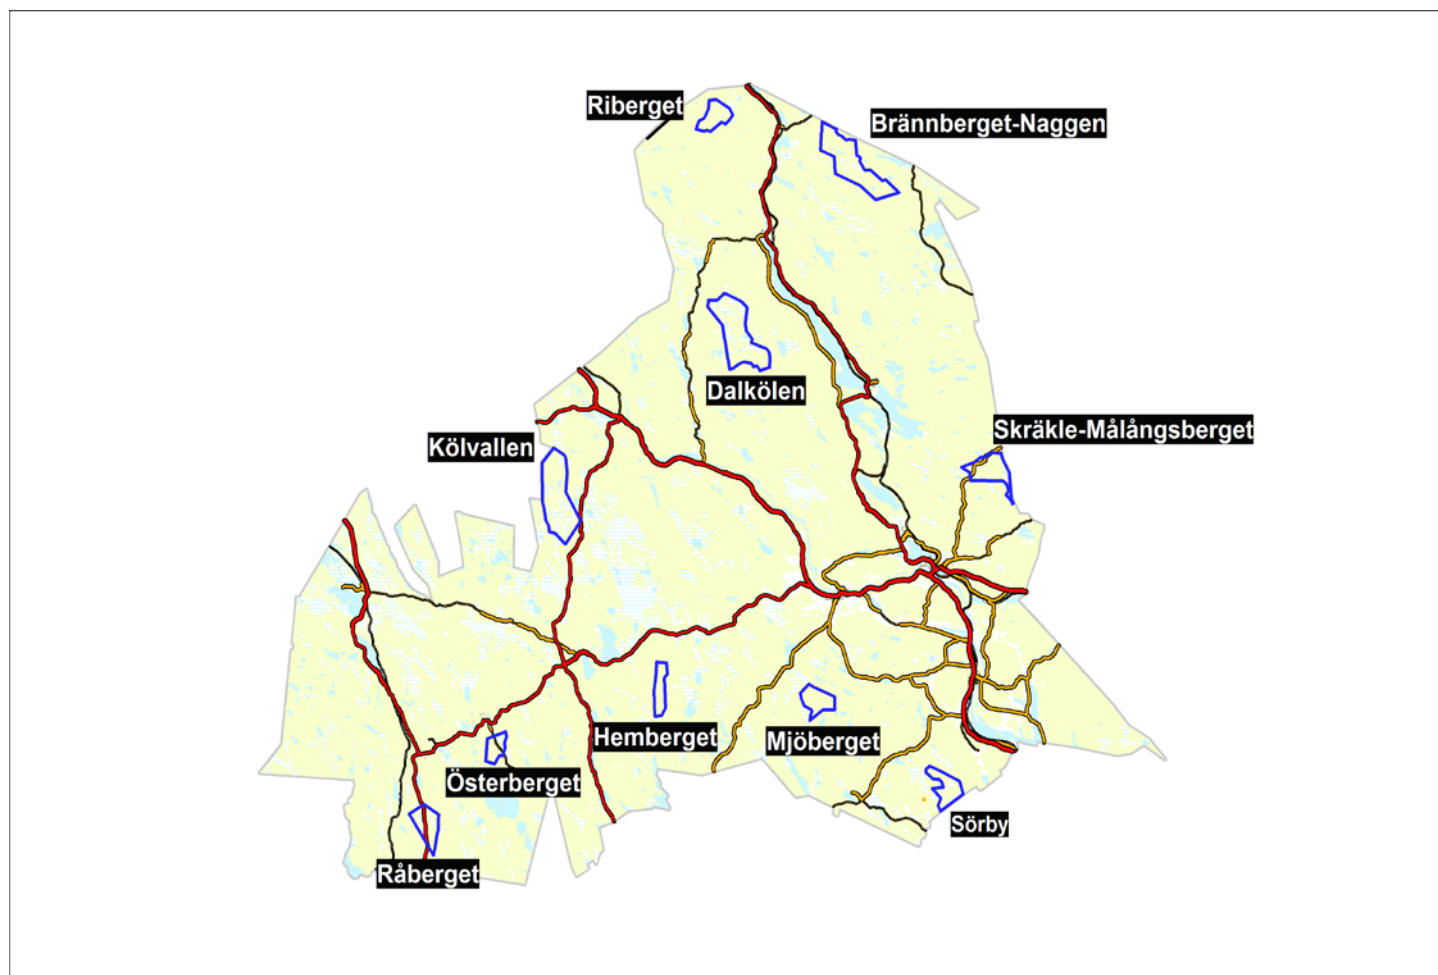 Riberget
Brännberget-Naggen
Dalkölen
Skräkle-Målångsberget
Kölvallen
Hemberget
Mjöberget
Österberget
Sörby
Råberget